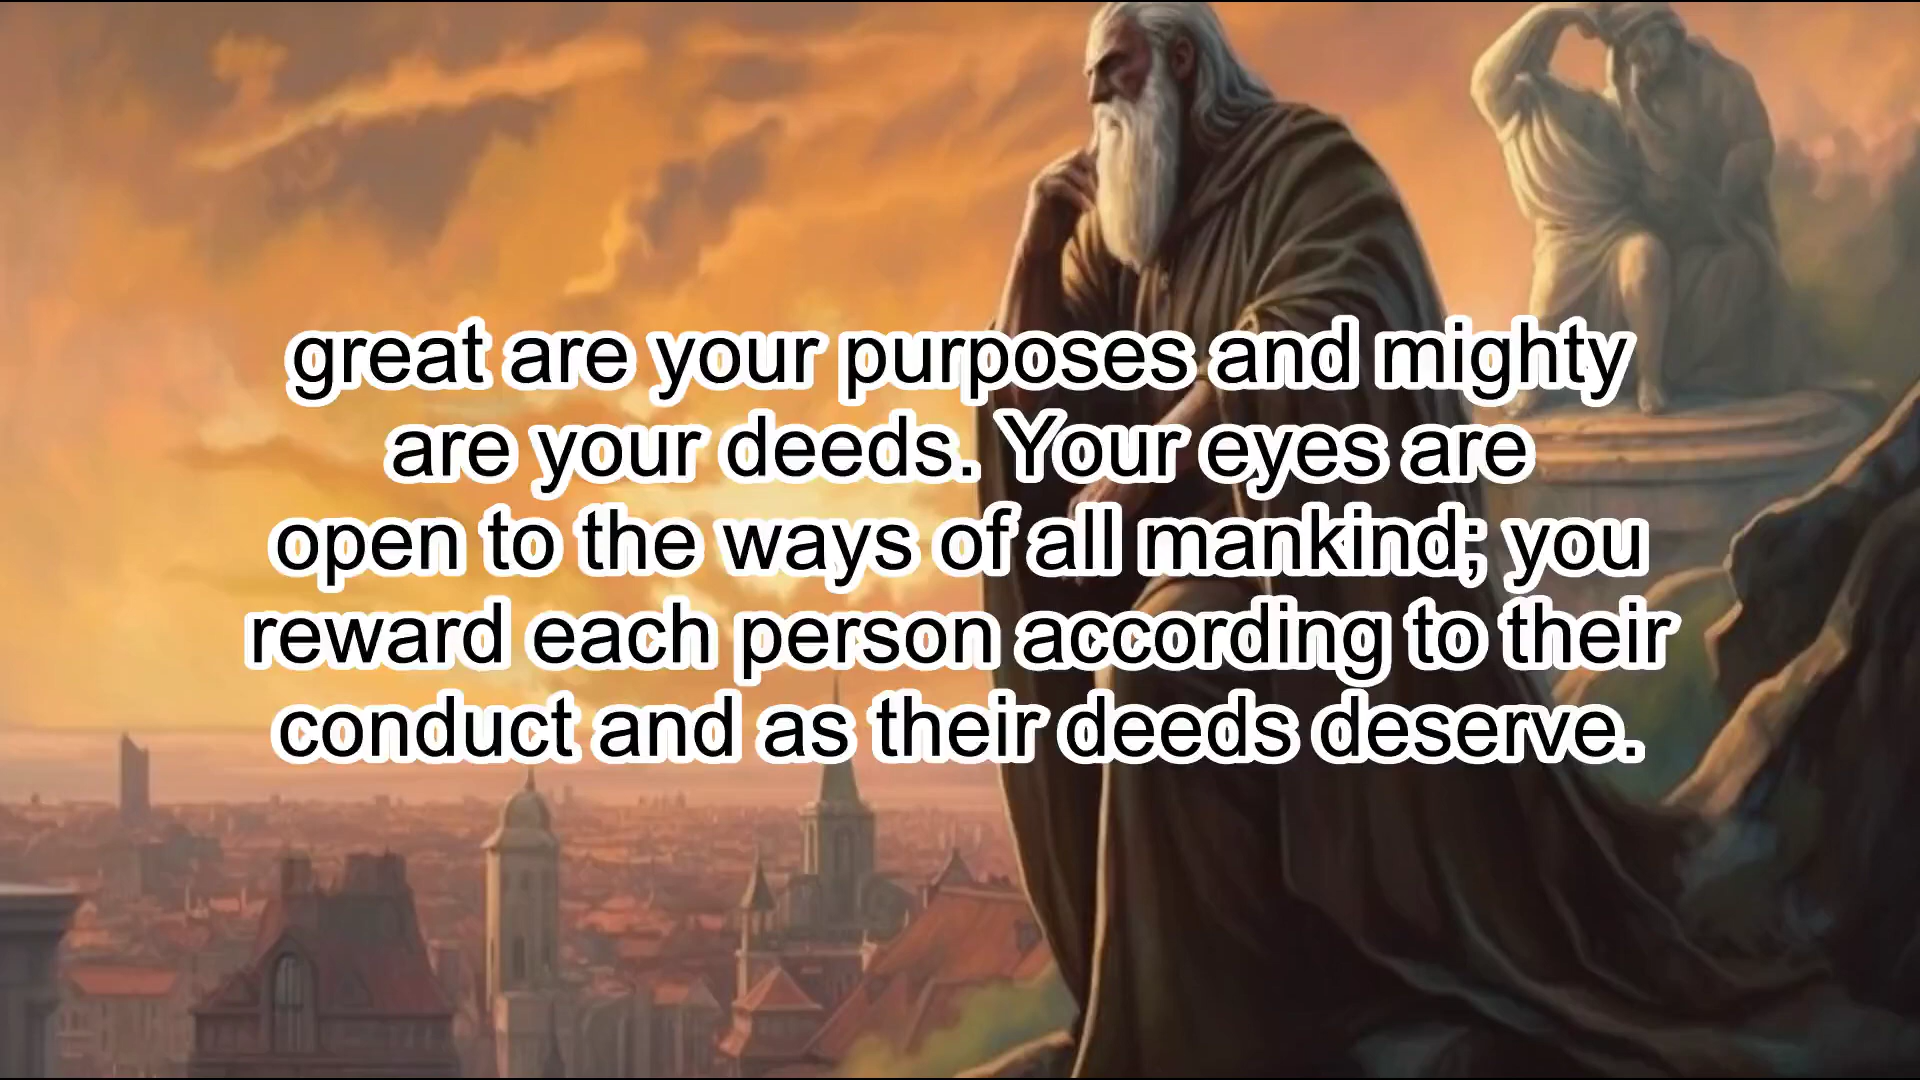 great are your purposes and mighty
are your deeds. Your eyes are
open to the ways of all mankind; you
reward each person according to their
conduct and as their deeds deserve.